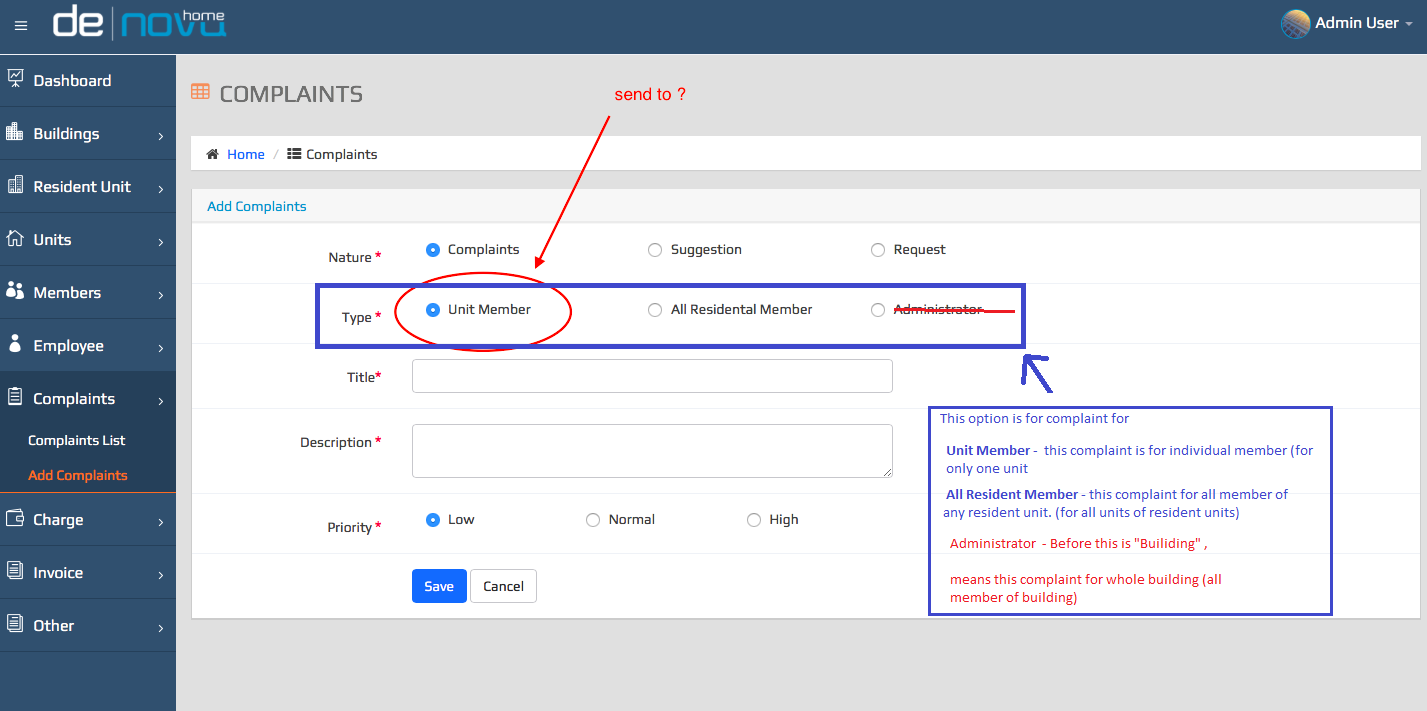 de nova home
Admin User
Dashboard
Buildings
Resident Unit
Units
Members
Employee
Complaints
Complaints List
Add Complaints
Charge
Invoice
Other
COMPLAINTS
send to ?
Home / Complaints
Add Complaints
Nature * Complaints Suggestion Request
Type * Unit Member All Residental Member Administrator
Title*
Description *
Priority * Low Normal High
Save Cancel
This option is for complaint for
Unit Member - this complaint is for individual member (for
only one unit
All Resident Member - this complaint for all member of
any resident unit. (for all units of resident units)
Administrator - Before this is "Builiding" ,
means this complaint for whole building (all
member of building)